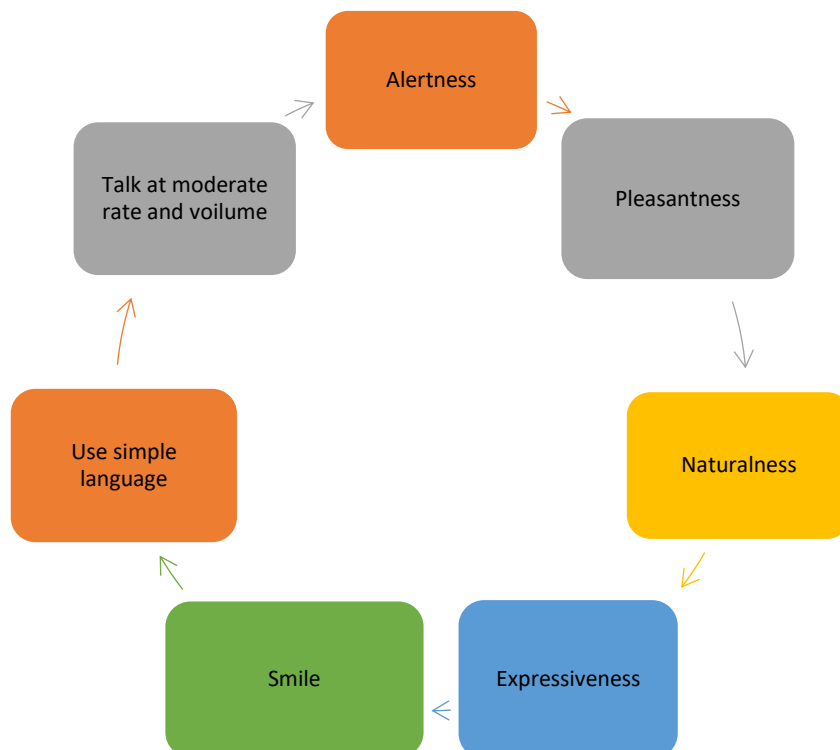 Alertness
Pleasantness
Naturalness
Expressiveness
Smile
Use simple
language
Talk at moderate
rate and voilume